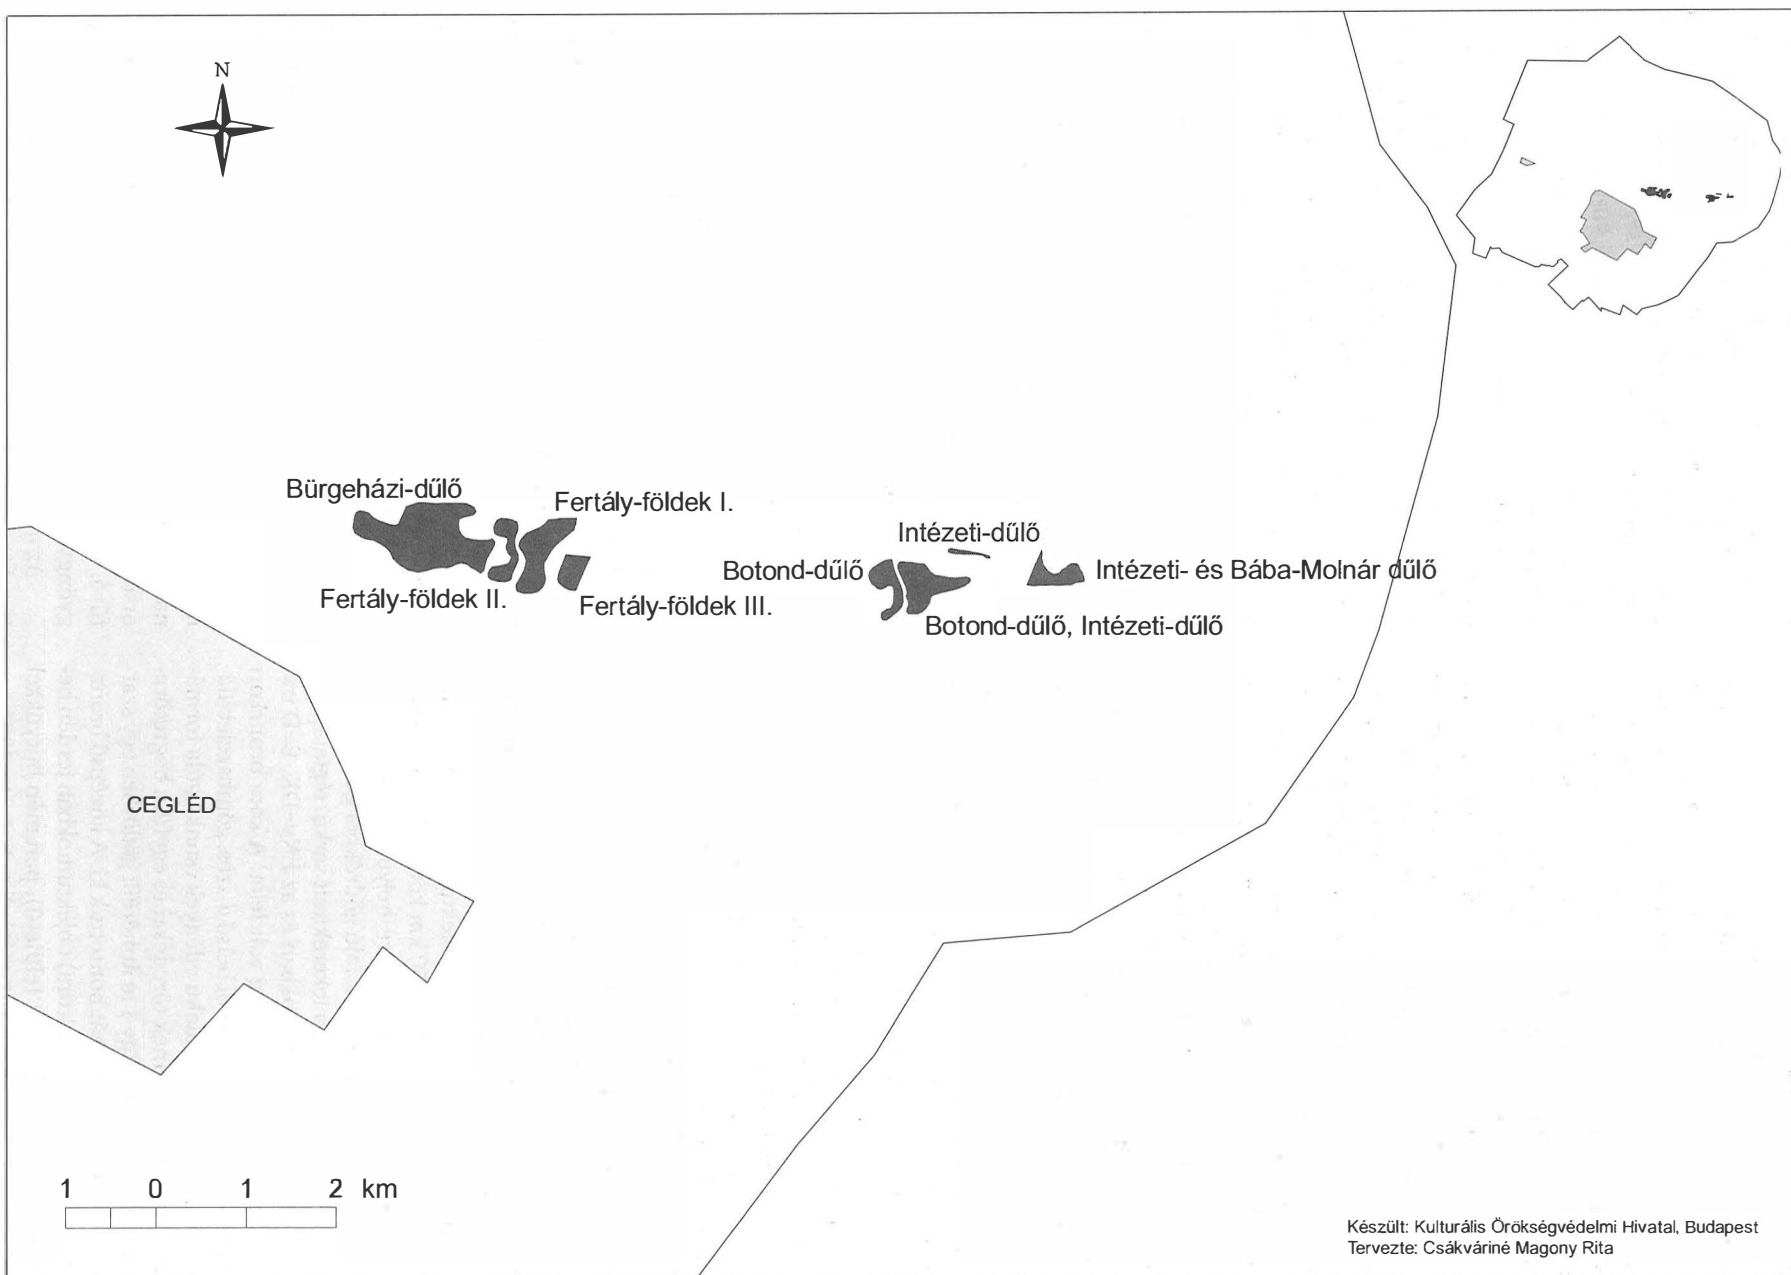 N
Bürgeházi-dűlő
Fertály-földek I.
Intézeti-dűlő
Botond-dűlő
Intézeti- és Bába-Molnár dűlő
Fertály-földek II.
Fertály-földek III.
Botond-dűlő, Intézeti-dűlő
CEGLÉD
1 0 1 2 km
Készült: Kulturális Örökségvédelmi Hivatal, Budapest
Tervezte: Csákváriné Magony Rita